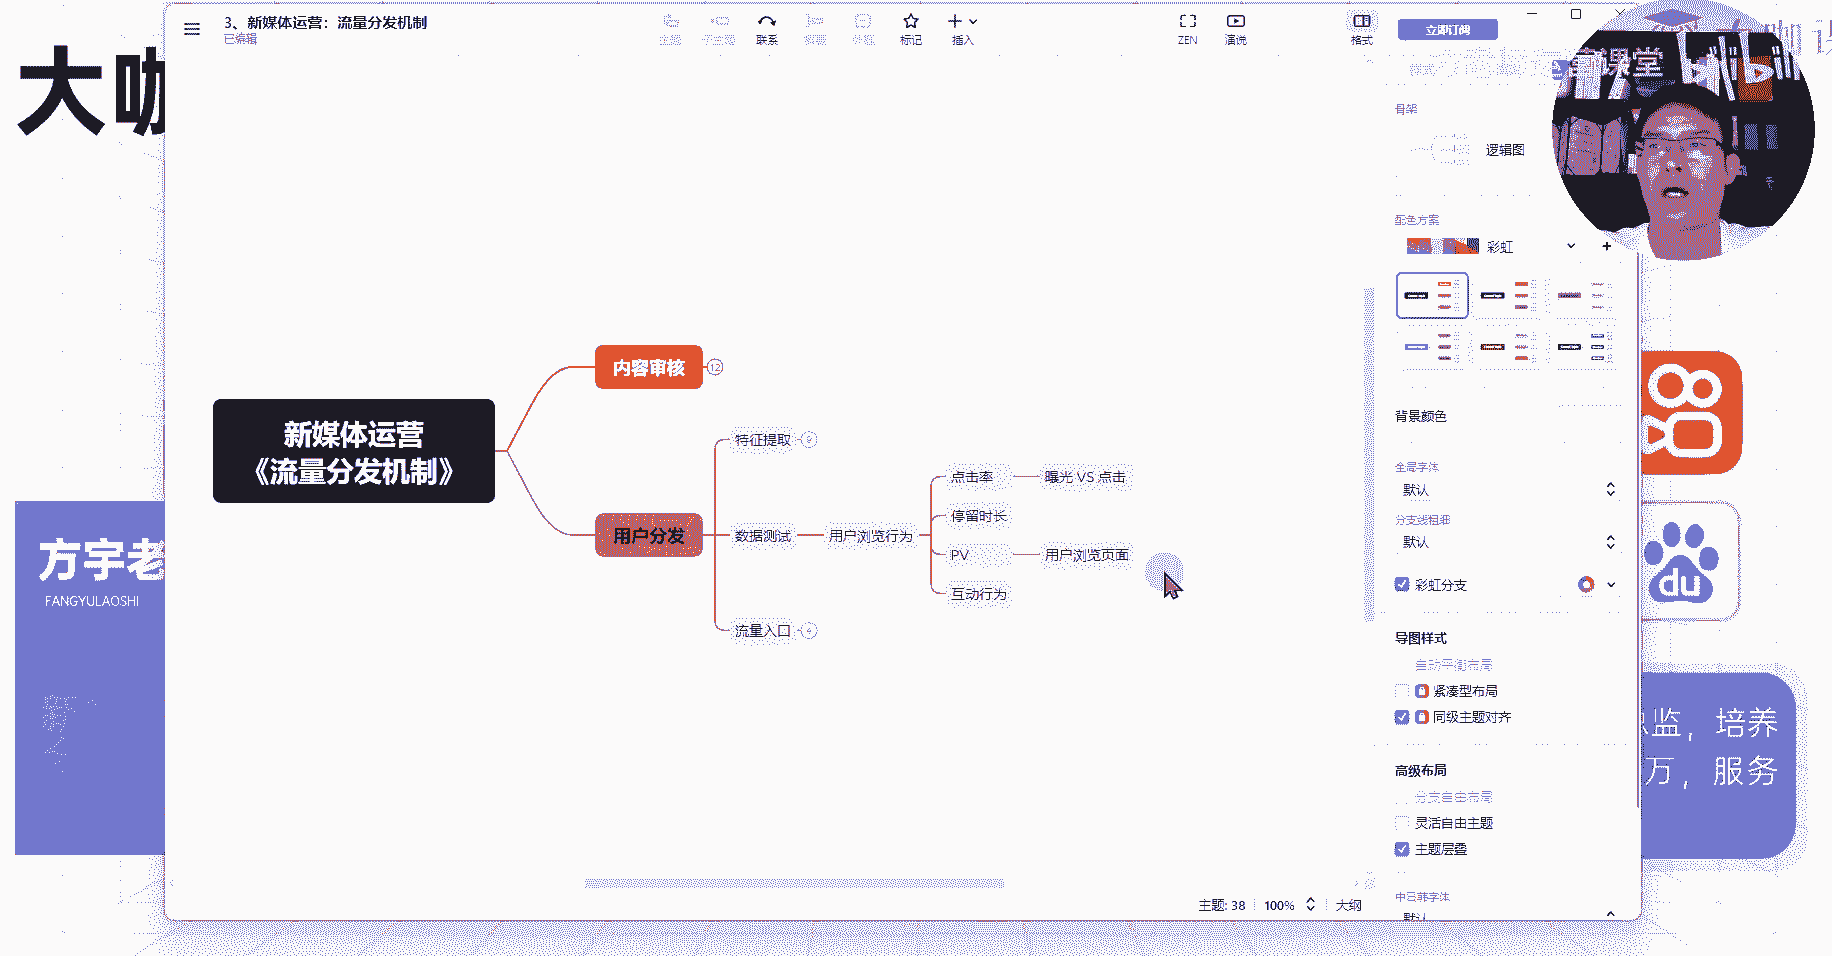 3、新媒体运营：流量分发机制
已编辑
主题
子主题
联系
概要
外框
标记
插入
ZEN
演说
格式
立即订阅
课堂
大咖
骨架
逻辑图
配色方案
彩虹
背景颜色
全局字体
默认
分支线粗细
默认
彩虹分支
导图样式
自动平衡布局
紧凑型布局
同级主题对齐
高级布局
分支自由布局
灵活自由主题
主题层叠
中日韩字体
默认
内容审核
12
新媒体运营
《流量分发机制》
用户分发
特征提取
数据测试
流量入口
用户浏览行为
点击率
曝光 VS 点击
停留时长
PV
用户浏览页面
互动行为
方宇老
FANGYULAOSHI
du
监，培养
万，服务
主题: 38
100%
大纲